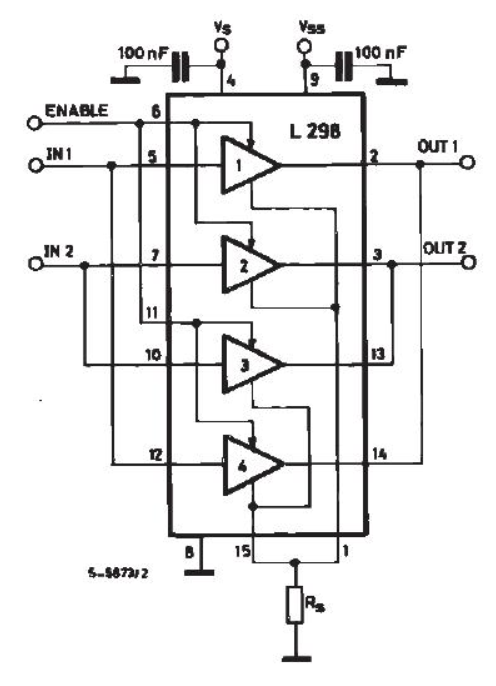 Vs Vss
100 nF 100 nF
4 9
ENABLE 6 L 298
IN 1 5 1 2 OUT 1
IN 2 7 2 3 OUT 2
11
10 3 13
12 4 14
8 15 1
S-5873/2
Rs